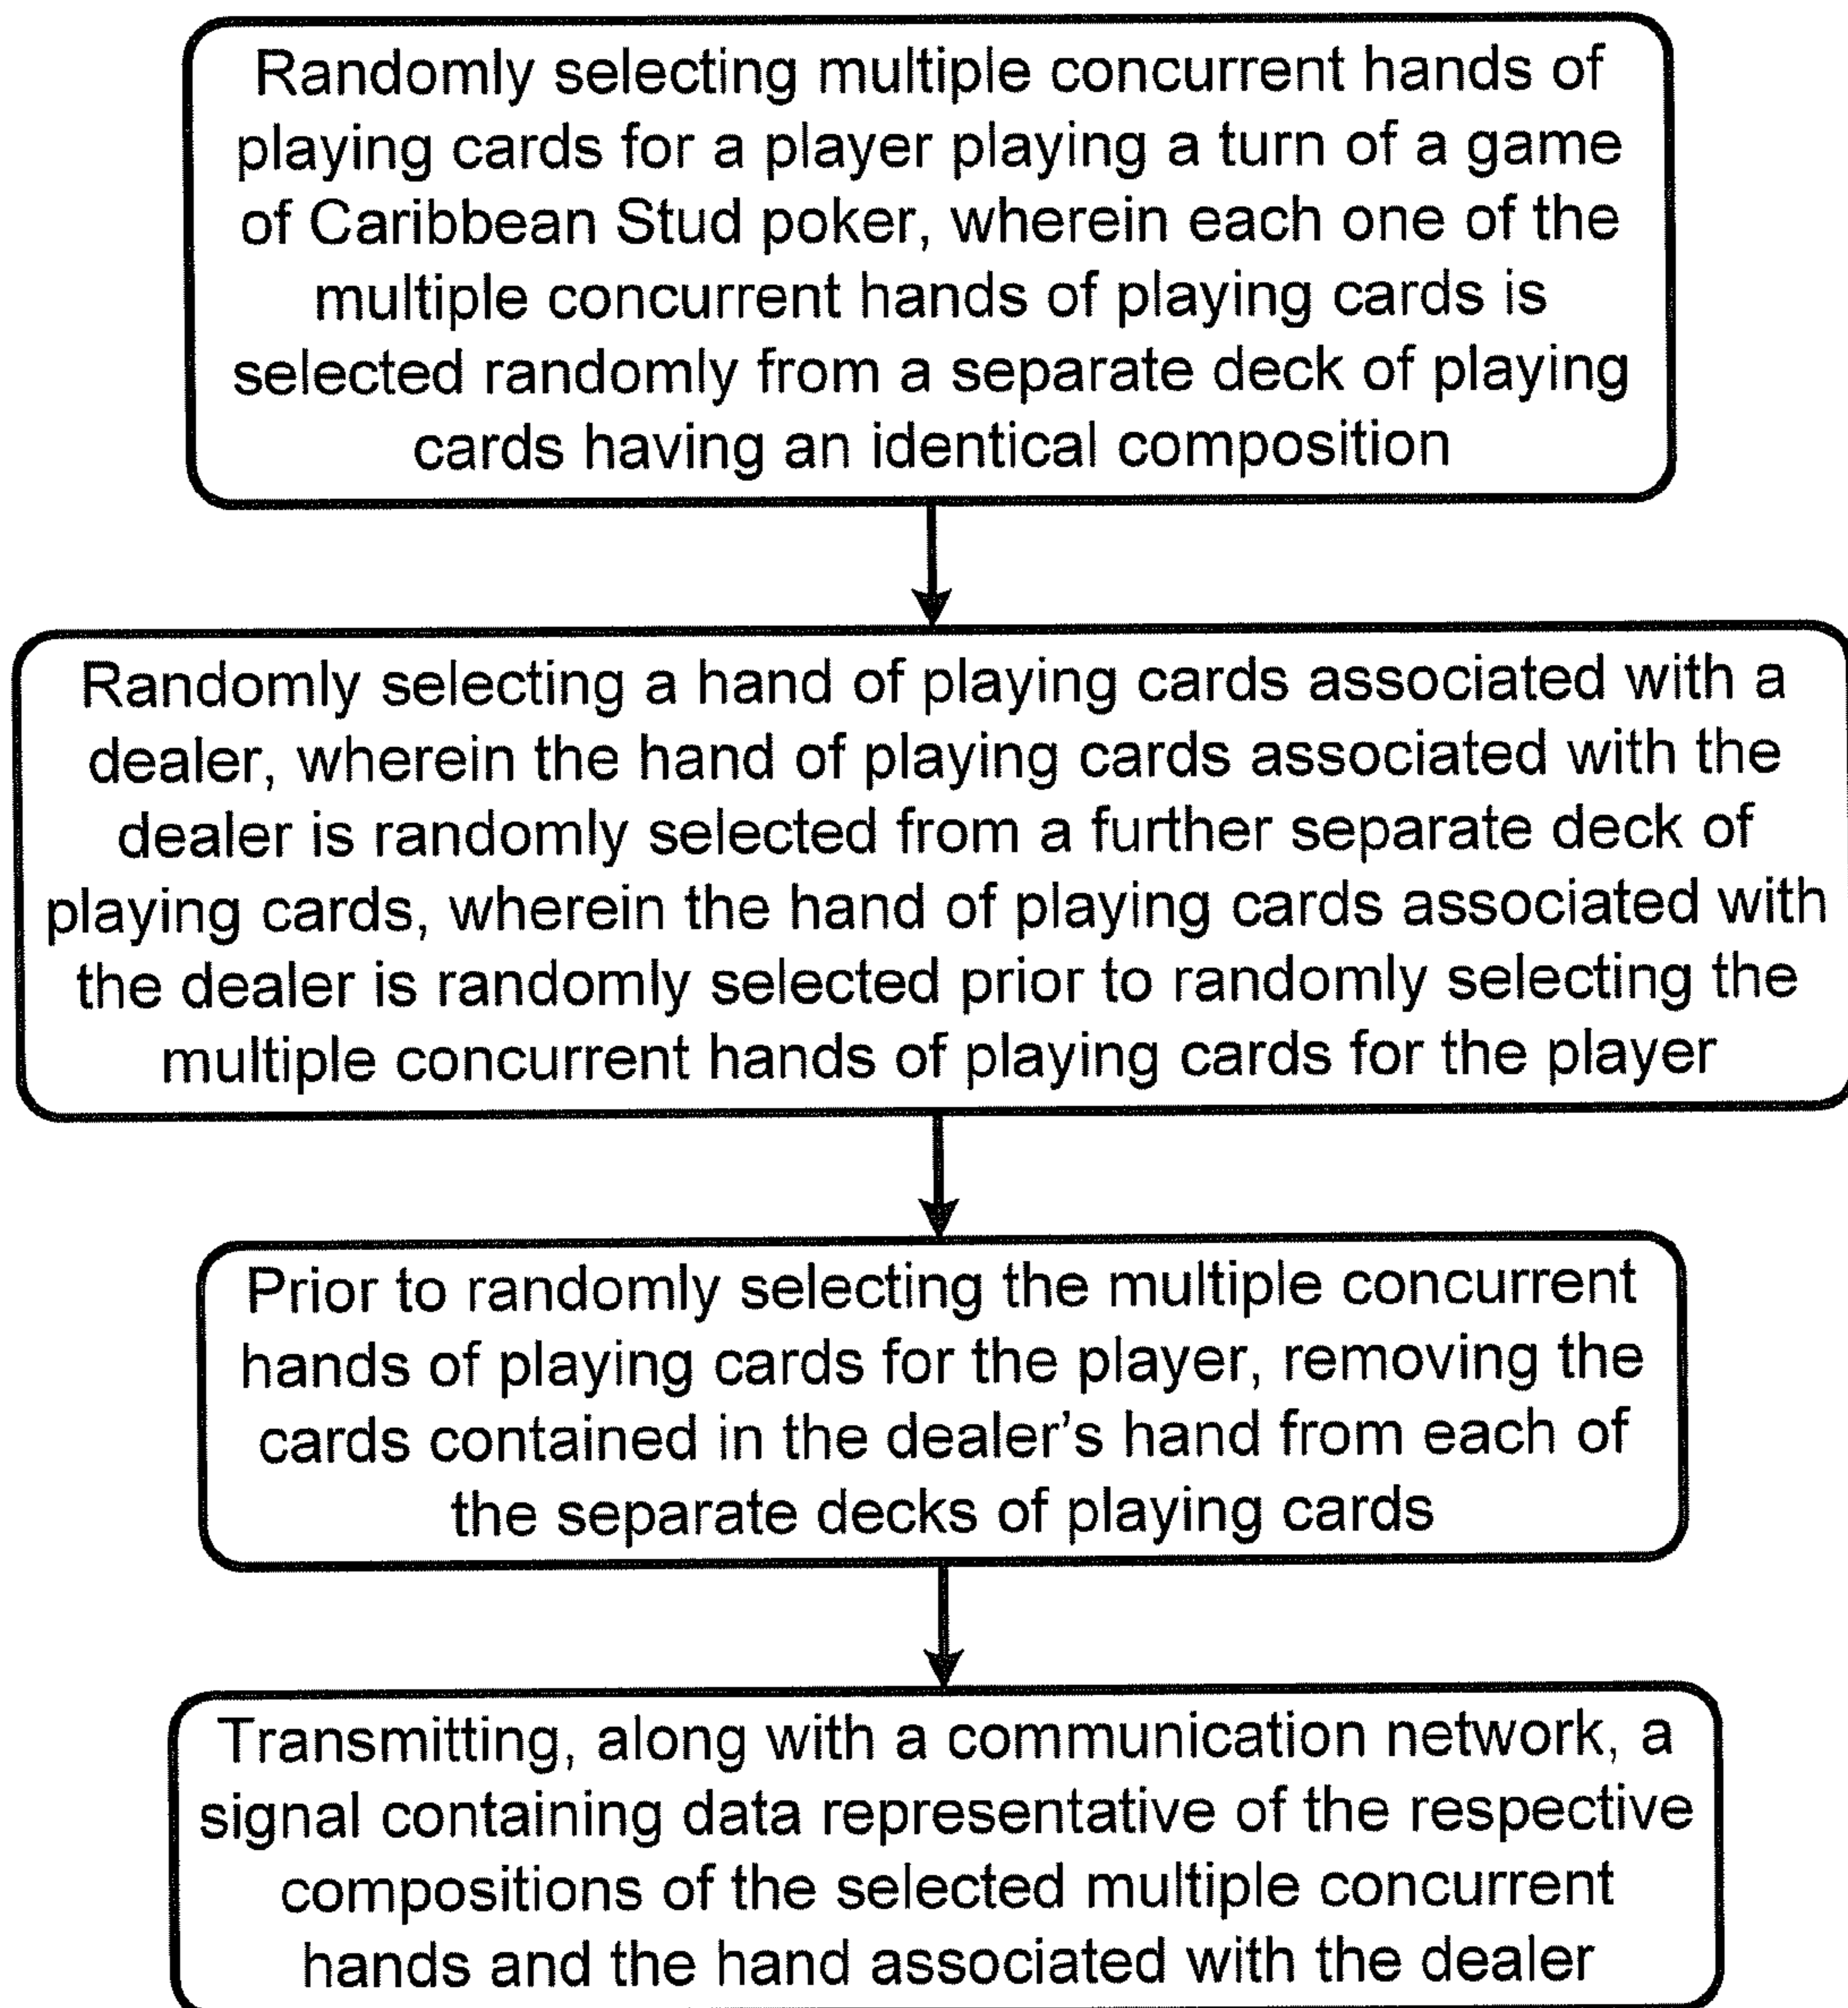 Randomly selecting multiple concurrent hands of
playing cards for a player playing a turn of a game
of Caribbean Stud poker, wherein each one of the
multiple concurrent hands of playing cards is
selected randomly from a separate deck of playing
cards having an identical composition
Randomly selecting a hand of playing cards associated with a
dealer, wherein the hand of playing cards associated with the
dealer is randomly selected from a further separate deck of
playing cards, wherein the hand of playing cards associated with
the dealer is randomly selected prior to randomly selecting the
multiple concurrent hands of playing cards for the player
Prior to randomly selecting the multiple concurrent
hands of playing cards for the player, removing the
cards contained in the dealer's hand from each of
the separate decks of playing cards
Transmitting, along with a communication network, a
signal containing data representative of the respective
compositions of the selected multiple concurrent
hands and the hand associated with the dealer